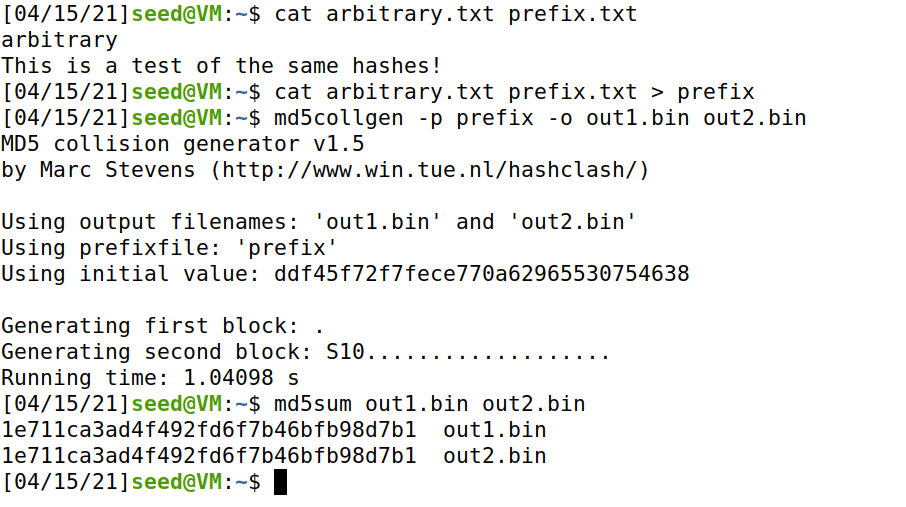 [04/15/21]seed@VM:~$ cat arbitrary.txt prefix.txt
arbitrary
This is a test of the same hashes!
[04/15/21]seed@VM:~$ cat arbitrary.txt prefix.txt > prefix
[04/15/21]seed@VM:~$ md5collgen -p prefix -o out1.bin out2.bin
MD5 collision generator v1.5
by Marc Stevens (http://www.win.tue.nl/hashclash/)

Using output filenames: 'out1.bin' and 'out2.bin'
Using prefixfile: 'prefix'
Using initial value: ddf45f72f7fece770a62965530754638

Generating first block: .
Generating second block: S10...................
Running time: 1.04098 s
[04/15/21]seed@VM:~$ md5sum out1.bin out2.bin
1e711ca3ad4f492fd6f7b46bfb98d7b1  out1.bin
1e711ca3ad4f492fd6f7b46bfb98d7b1  out2.bin
[04/15/21]seed@VM:~$